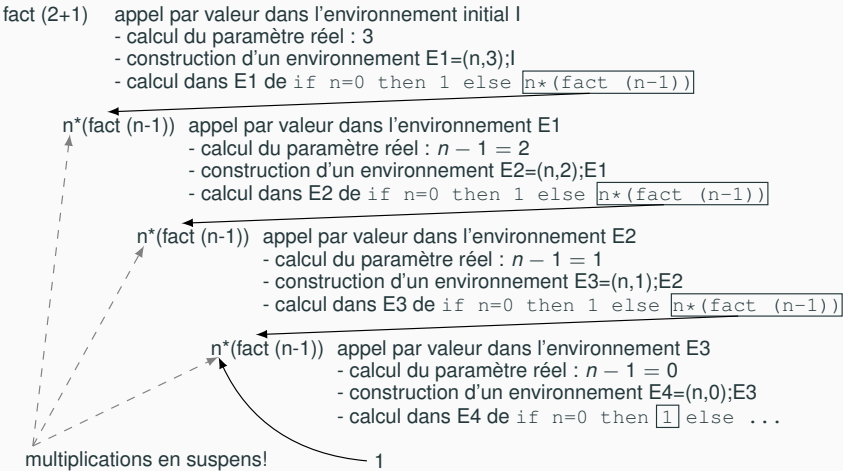 fact (2+1) appel par valeur dans l'environnement initial I
- calcul du paramètre réel : 3
- construction d'un environnement E1=(n,3);I
- calcul dans E1 de if n=0 then 1 else n*(fact (n-1))
n*(fact (n-1)) appel par valeur dans l'environnement E1
- calcul du paramètre réel : n − 1 = 2
- construction d'un environnement E2=(n,2);E1
- calcul dans E2 de if n=0 then 1 else n*(fact (n-1))
n*(fact (n-1)) appel par valeur dans l'environnement E2
- calcul du paramètre réel : n − 1 = 1
- construction d'un environnement E3=(n,1);E2
- calcul dans E3 de if n=0 then 1 else n*(fact (n-1))
n*(fact (n-1)) appel par valeur dans l'environnement E3
- calcul du paramètre réel : n − 1 = 0
- construction d'un environnement E4=(n,0);E3
- calcul dans E4 de if n=0 then 1 else ...
multiplications en suspens! 1